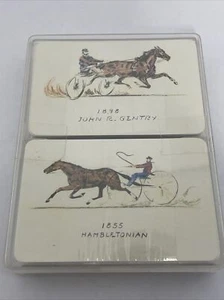 1898
JOHN R. GENTRY
1855
HAMBLETONIAN